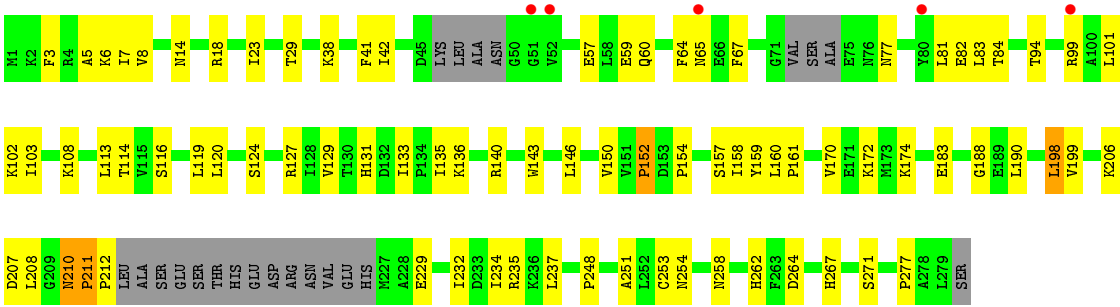 M1 K2 F3 R4 A5 K6 I7 V8 N14 R18 I23 T29 K38 F41 I42 D45 LYS LEU ALA ASN G50 G51 V52 E57 L58 E59 Q60 F64 N65 E66 F67 G71 VAL SER ALA E75 N76 N77 Y80 L81 E82 L83 T84 T94 R99 A100 L101
K102 I103 K108 L113 T114 V115 S116 L119 L120 S124 R127 I128 V129 T130 H131 D132 I133 P134 I135 K136 R140 W143 L146 V150 V151 P152 D153 P154 S157 I158 Y159 L160 P161 V170 E171 K172 M173 K174 E183 G188 E189 L190 L198 V199 K206
D207 L208 G209 N210 P211 P212 LEU ALA SER GLU SER THR HIS GLU ASP ARG ASN VAL GLU HIS M227 A228 E229 I232 D233 I234 R235 K236 L237 P248 A251 L252 C253 N254 N258 H262 F263 D264 H267 S271 P277 A278 L279 SER